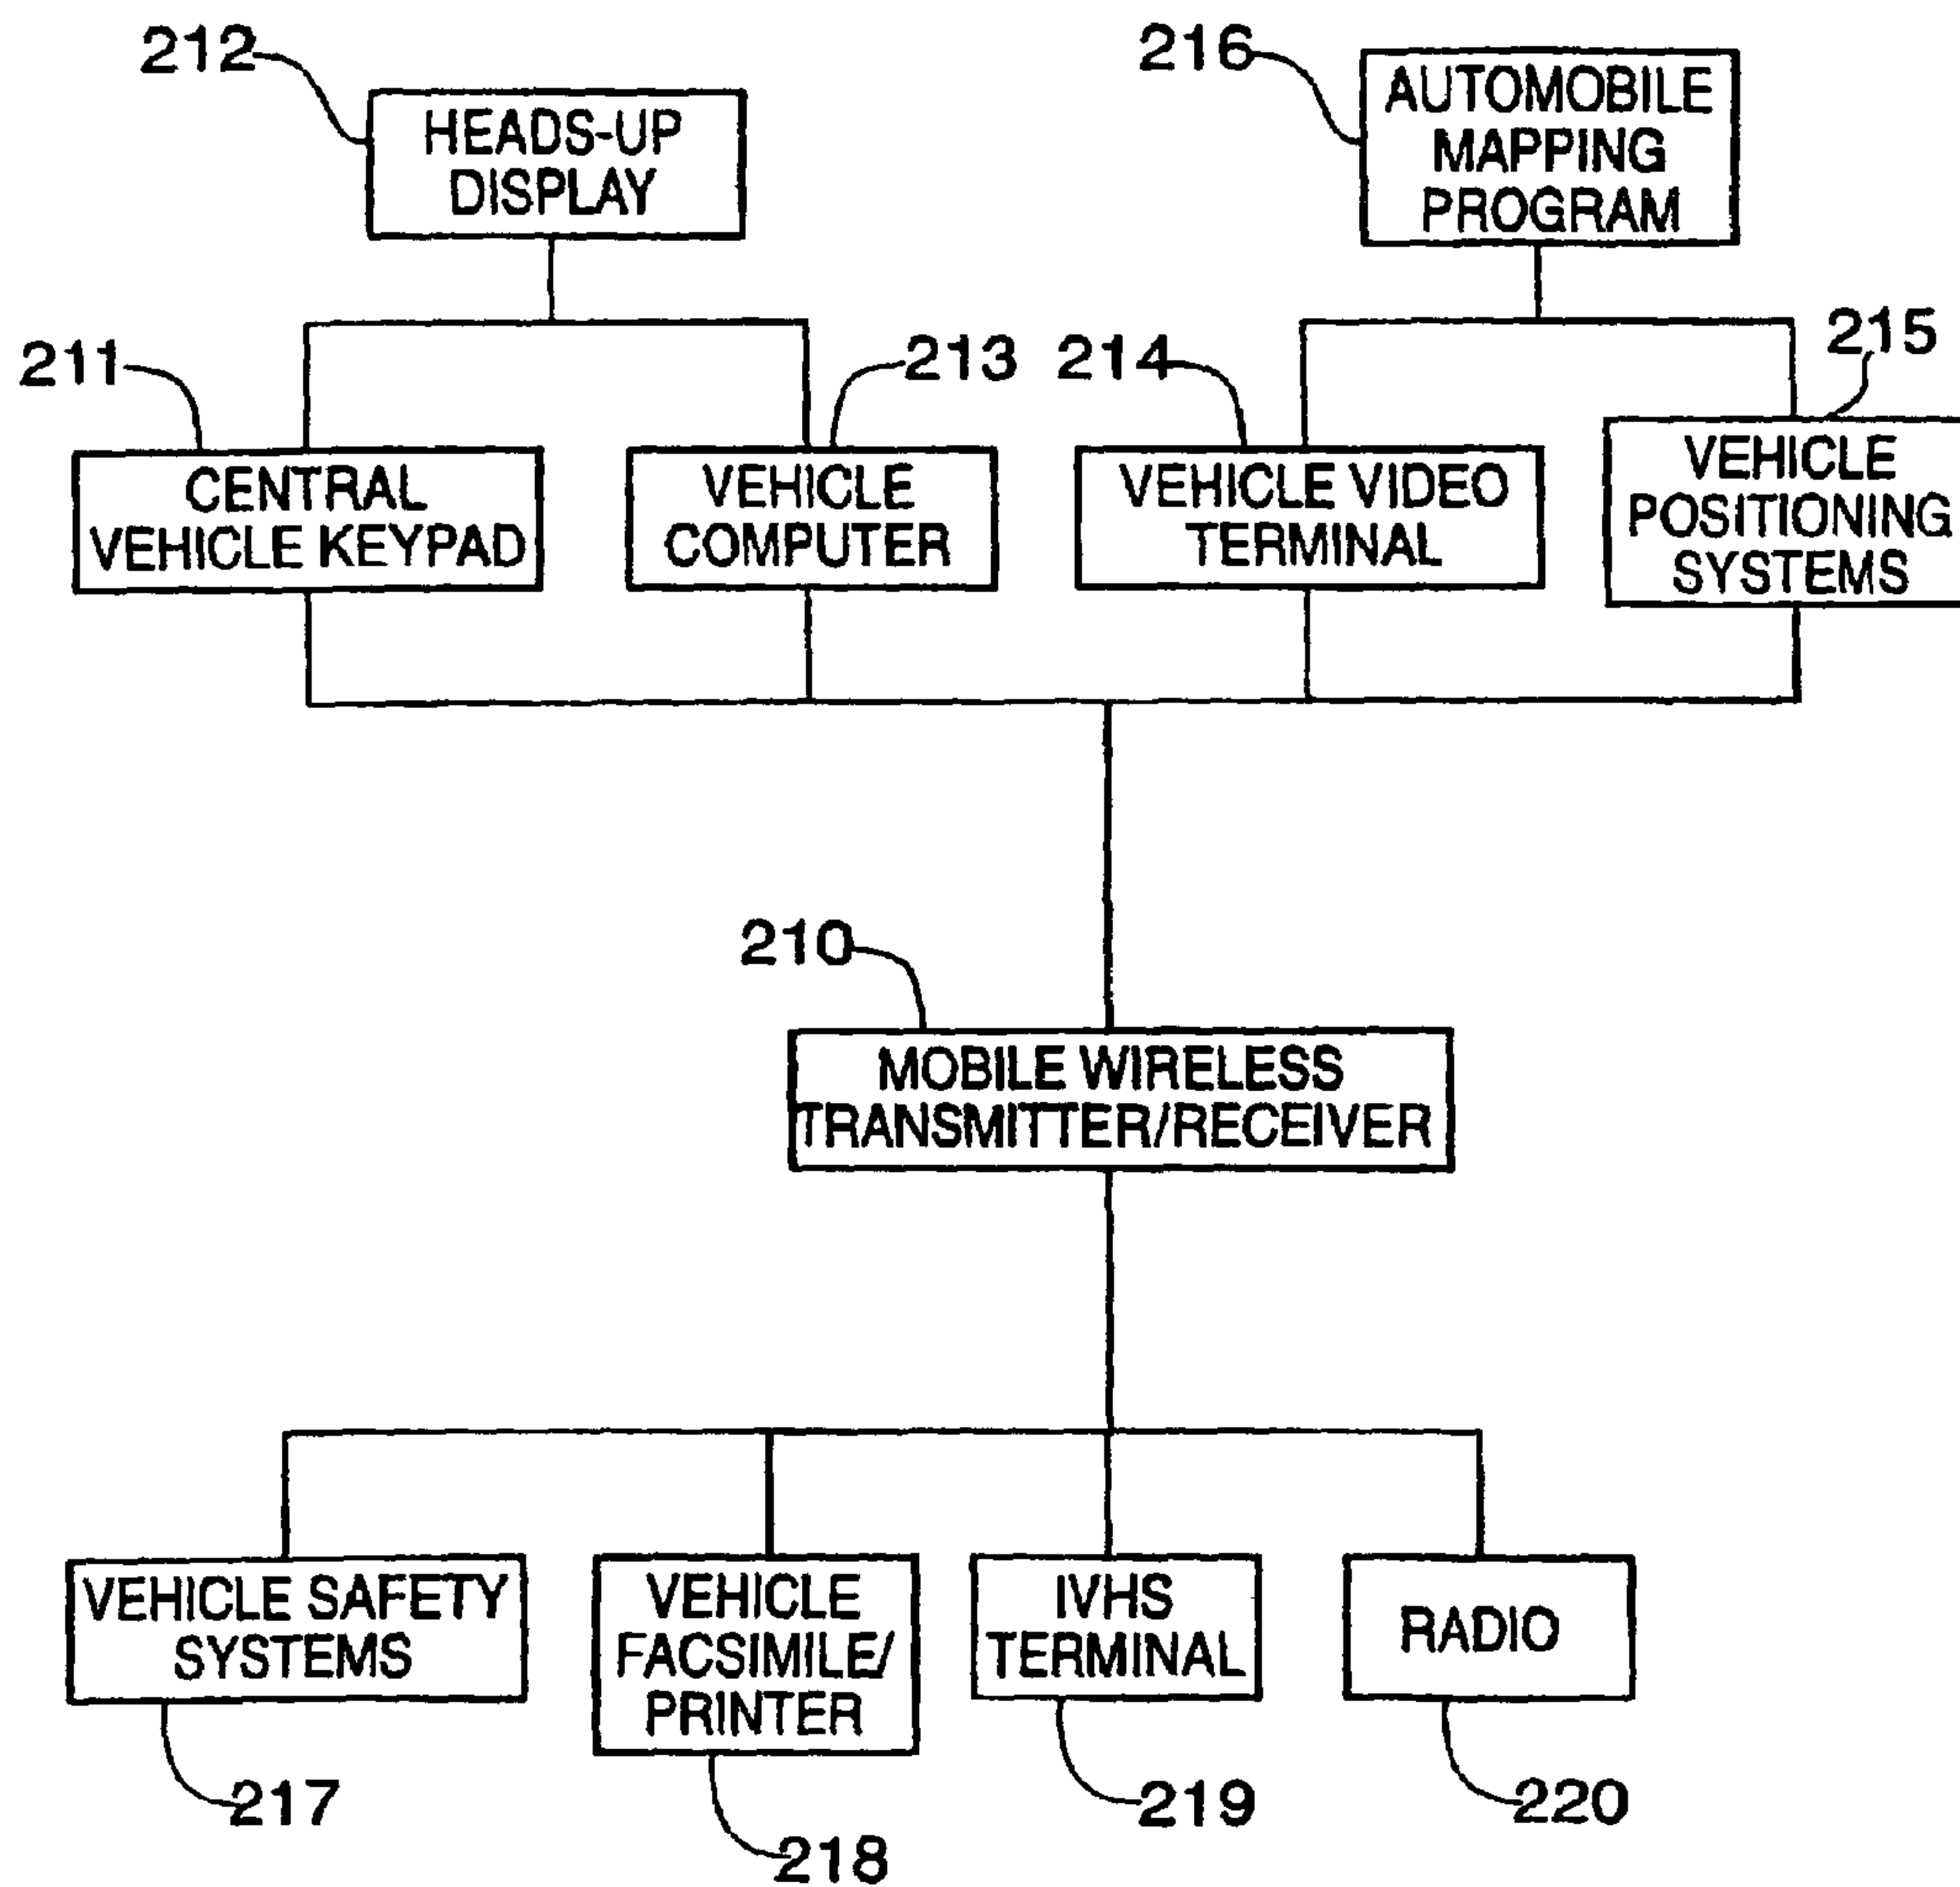 212
HEADS-UP
DISPLAY
216
AUTOMOBILE
MAPPING
PROGRAM
211
CENTRAL
VEHICLE KEYPAD
213
VEHICLE
COMPUTER
214
VEHICLE VIDEO
TERMINAL
215
VEHICLE
POSITIONING
SYSTEMS
210
MOBILE WIRELESS
TRANSMITTER/RECEIVER
VEHICLE SAFETY
SYSTEMS
217
VEHICLE
FACSIMILE/
PRINTER
218
IVHS
TERMINAL
219
RADIO
220